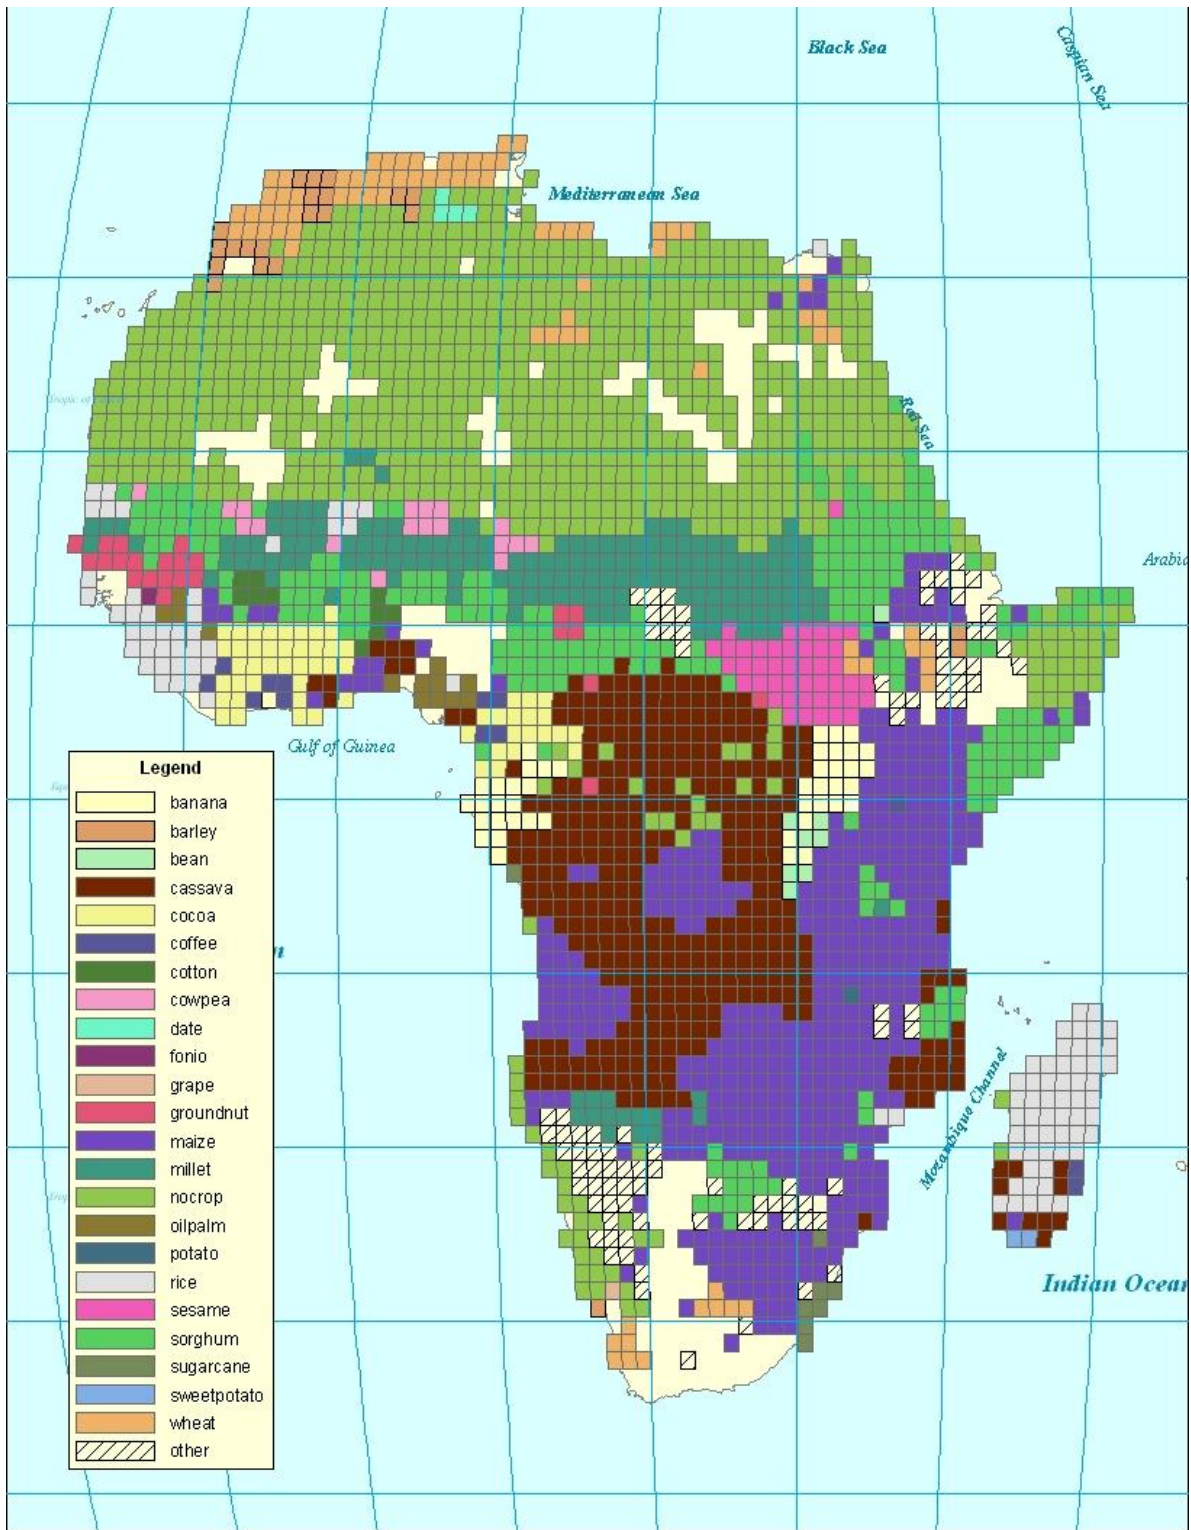 Black Sea
Caspian Sea
Mediterranean Sea
Red Sea
Arabia
Gulf of Guinea
Mozambique Channel
Indian Ocean
Legend
banana
barley
bean
cassava
cocoa
coffee
cotton
cowpea
date
fonio
grape
groundnut
maize
millet
nocrop
oilpalm
potato
rice
sesame
sorghum
sugarcane
sweetpotato
wheat
other